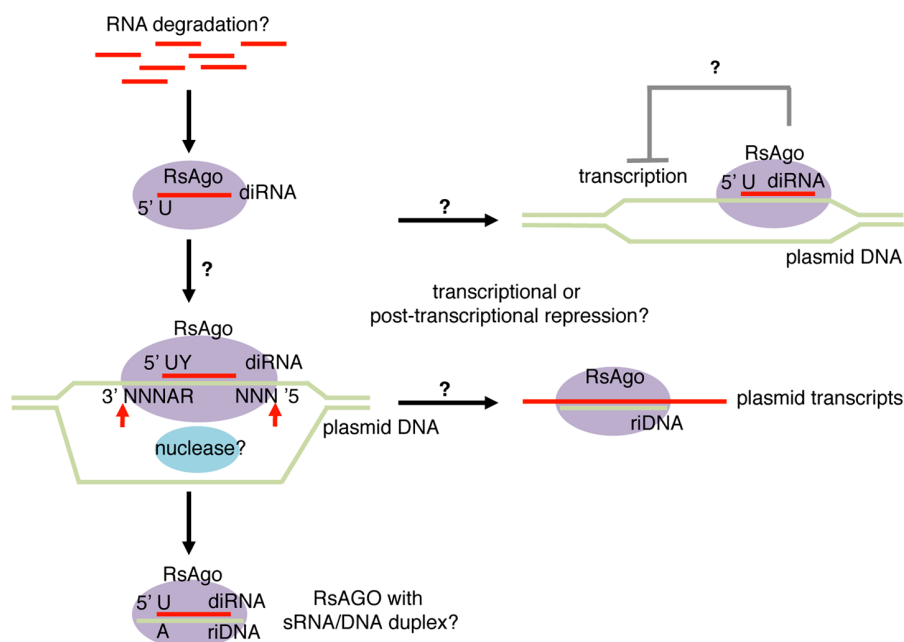 RNA degradation?
RsAgo
diRNA
5’ U
?
RsAgo
5’ UY diRNA
3’ NNNAR NNN ’5
plasmid DNA
nuclease?
RsAgo
5’ U diRNA
A riDNA
RsAGO with
sRNA/DNA duplex?
?
?
transcription
RsAgo
5’ U diRNA
plasmid DNA
transcriptional or
post-transcriptional repression?
?
RsAgo
plasmid transcripts
riDNA